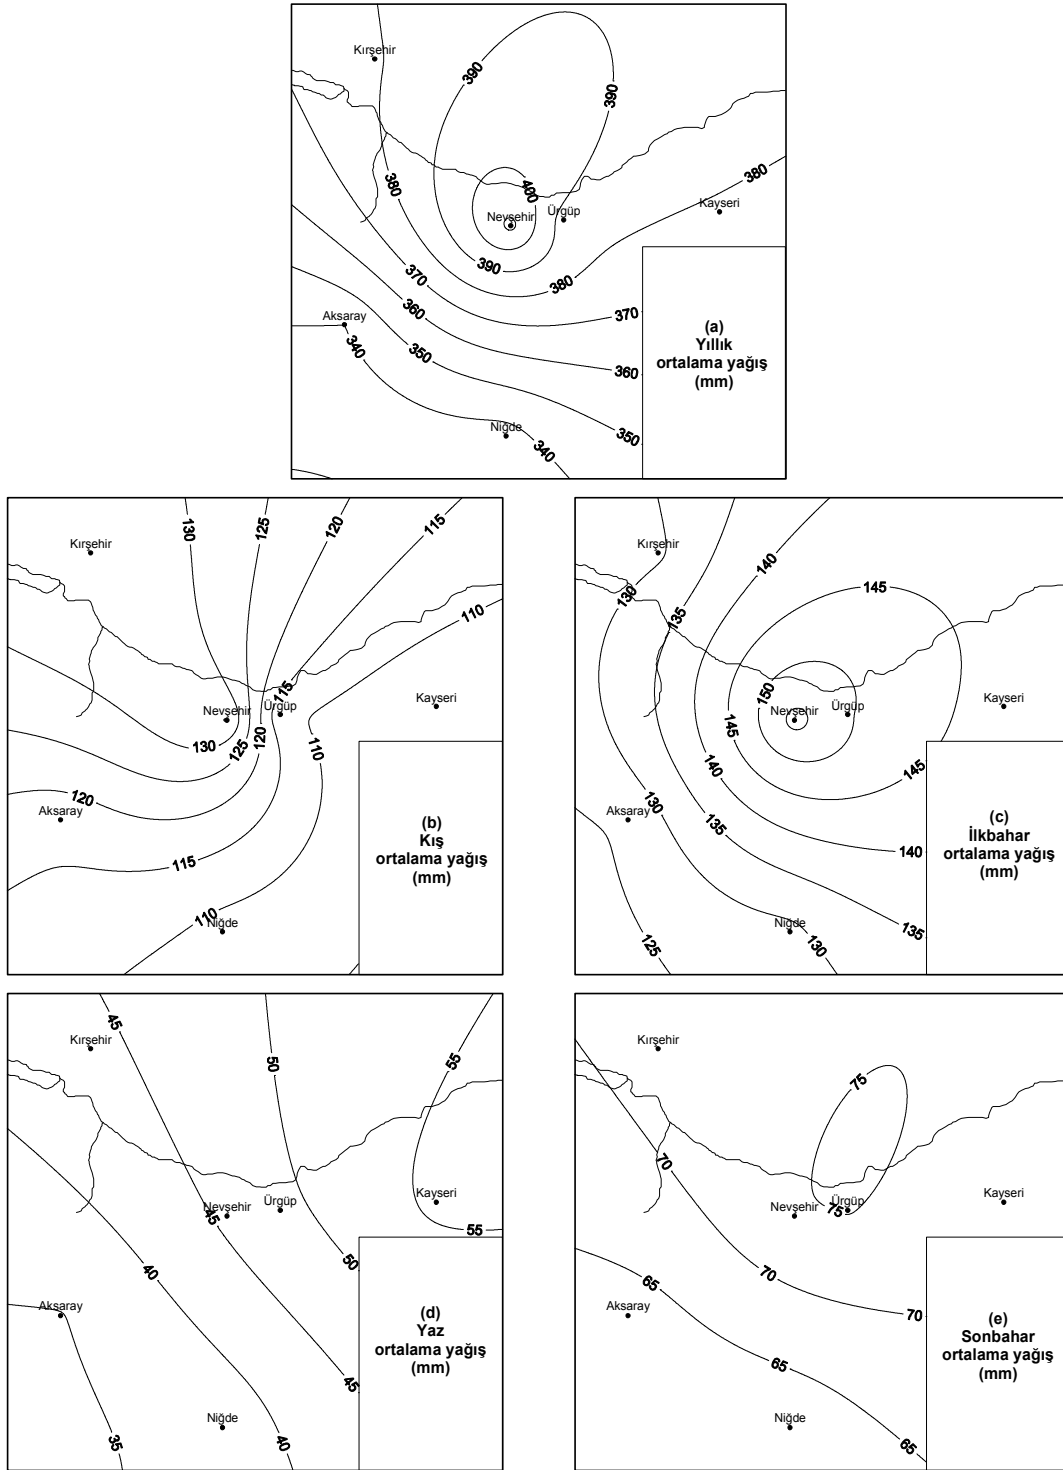 Kırşehir
390
390
380
380
400
Kayseri
Nevşehir
Ürgüp
390
370
380
360
370
Aksaray
340
350
360
Niğde
350
340
(a)
Yıllık
ortalama yağış
(mm)
130
125
120
115
Kırşehir
110
115
Kayseri
Nevşehir
Ürgüp
130
125
120
110
120
Aksaray
115
110
Niğde
(b)
Kış
ortalama yağış
(mm)
Kırşehir
140
130
145
135
150
Kayseri
Nevşehir
Ürgüp
145
140
145
130
Aksaray
135
140
Niğde
135
125
130
(c)
İlkbahar
ortalama yağış
(mm)
45
Kırşehir
50
55
Kayseri
Nevşehir
Ürgüp
45
55
40
50
Aksaray
45
Niğde
35
40
(d)
Yaz
ortalama yağış
(mm)
Kırşehir
75
70
Kayseri
Nevşehir
Ürgüp
75
70
65
Aksaray
70
65
Niğde
65
(e)
Sonbahar
ortalama yağış
(mm)